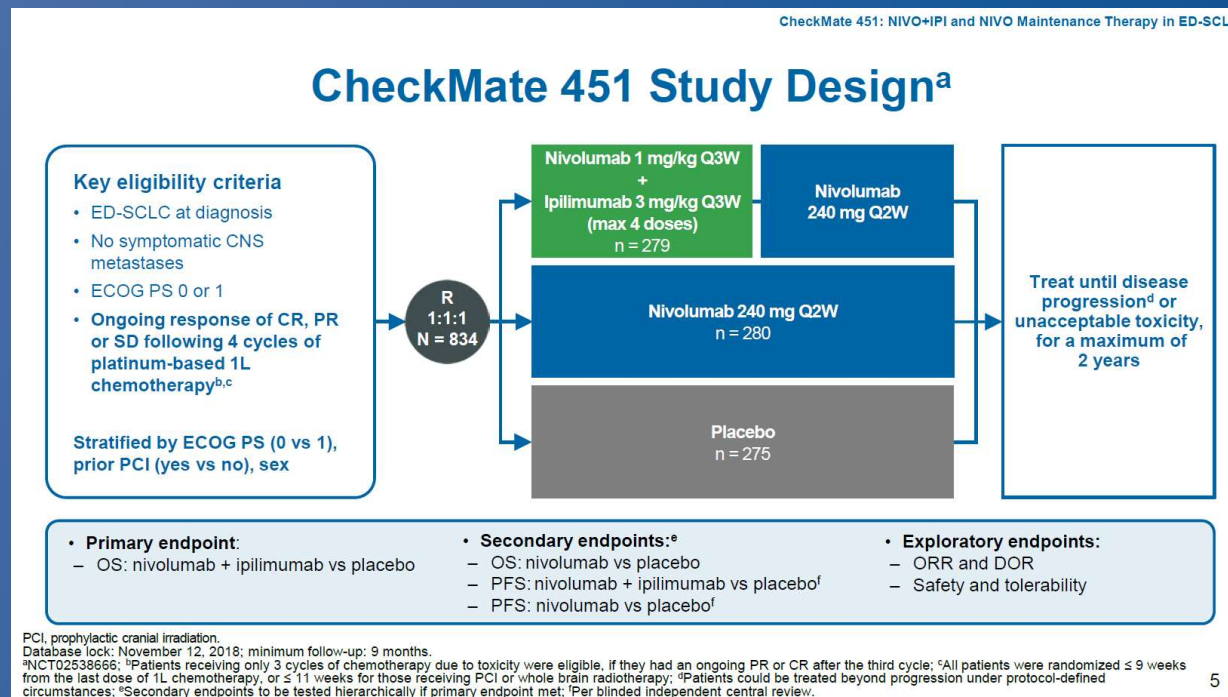 CheckMate 451: NIVO+IPI and NIVO Maintenance Therapy in ED-SCL
CheckMate 451 Study Designᵃ
Key eligibility criteria
• ED-SCLC at diagnosis
• No symptomatic CNS
metastases
• ECOG PS 0 or 1
• Ongoing response of CR, PR
or SD following 4 cycles of
platinum-based 1L
chemotherapyᵇ,ᶜ
Stratified by ECOG PS (0 vs 1),
prior PCI (yes vs no), sex
R
1:1:1
N = 834
Nivolumab 1 mg/kg Q3W
+
Ipilimumab 3 mg/kg Q3W
(max 4 doses)
n = 279
Nivolumab
240 mg Q2W
Nivolumab 240 mg Q2W
n = 280
Placebo
n = 275
Treat until disease
progressionᵈ or
unacceptable toxicity,
for a maximum of
2 years
• Primary endpoint:
– OS: nivolumab + ipilimumab vs placebo
• Secondary endpoints:ᵉ
– OS: nivolumab vs placebo
– PFS: nivolumab + ipilimumab vs placeboᶠ
– PFS: nivolumab vs placeboᶠ
• Exploratory endpoints:
– ORR and DOR
– Safety and tolerability
PCI, prophylactic cranial irradiation.
Database lock: November 12, 2018; minimum follow-up: 9 months.
ᵃNCT02538666; ᵇPatients receiving only 3 cycles of chemotherapy due to toxicity were eligible, if they had an ongoing PR or CR after the third cycle; ᶜAll patients were randomized ≤ 9 weeks
from the last dose of 1L chemotherapy, or ≤ 11 weeks for those receiving PCI or whole brain radiotherapy; ᵈPatients could be treated beyond progression under protocol-defined
circumstances; ᵉSecondary endpoints to be tested hierarchically if primary endpoint met; ᶠPer blinded independent central review.
5